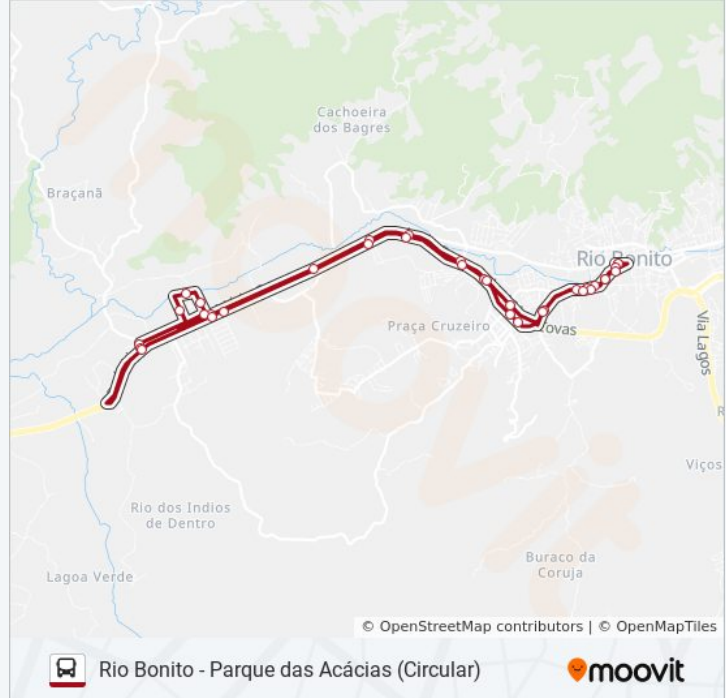 Cachoeira
dos Bagres
Braçanã
Rio Bonito
Praça Cruzeiro
ovas
Via Lagos
R
Viços
Rio dos Indios
de Dentro
Buraco da
Coruja
Lagoa Verde
© OpenStreetMap contributors | © OpenMapTiles
Rio Bonito - Parque das Acácias (Circular)
moovit